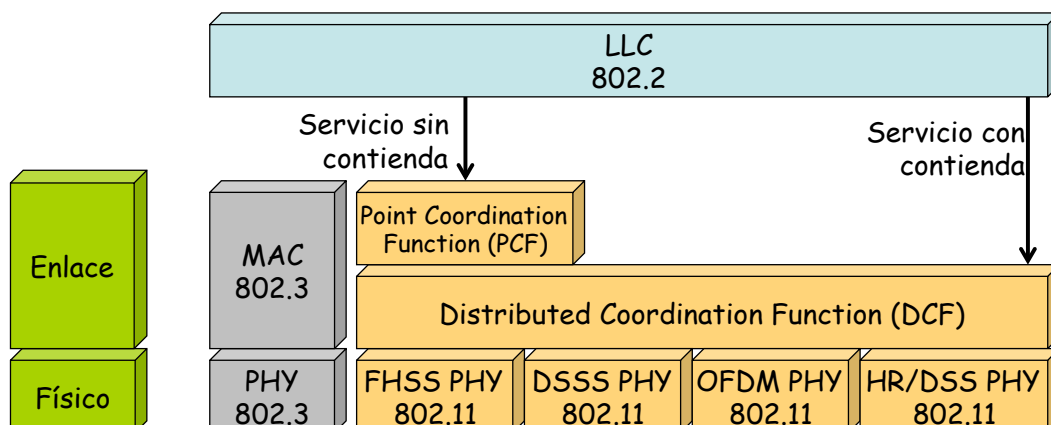 LLC
802.2
Servicio sin
contienda
Servicio con
contienda
Enlace
MAC
802.3
Point Coordination
Function (PCF)
Distributed Coordination Function (DCF)
Físico
PHY
802.3
FHSS PHY
802.11
DSSS PHY
802.11
OFDM PHY
802.11
HR/DSS PHY
802.11